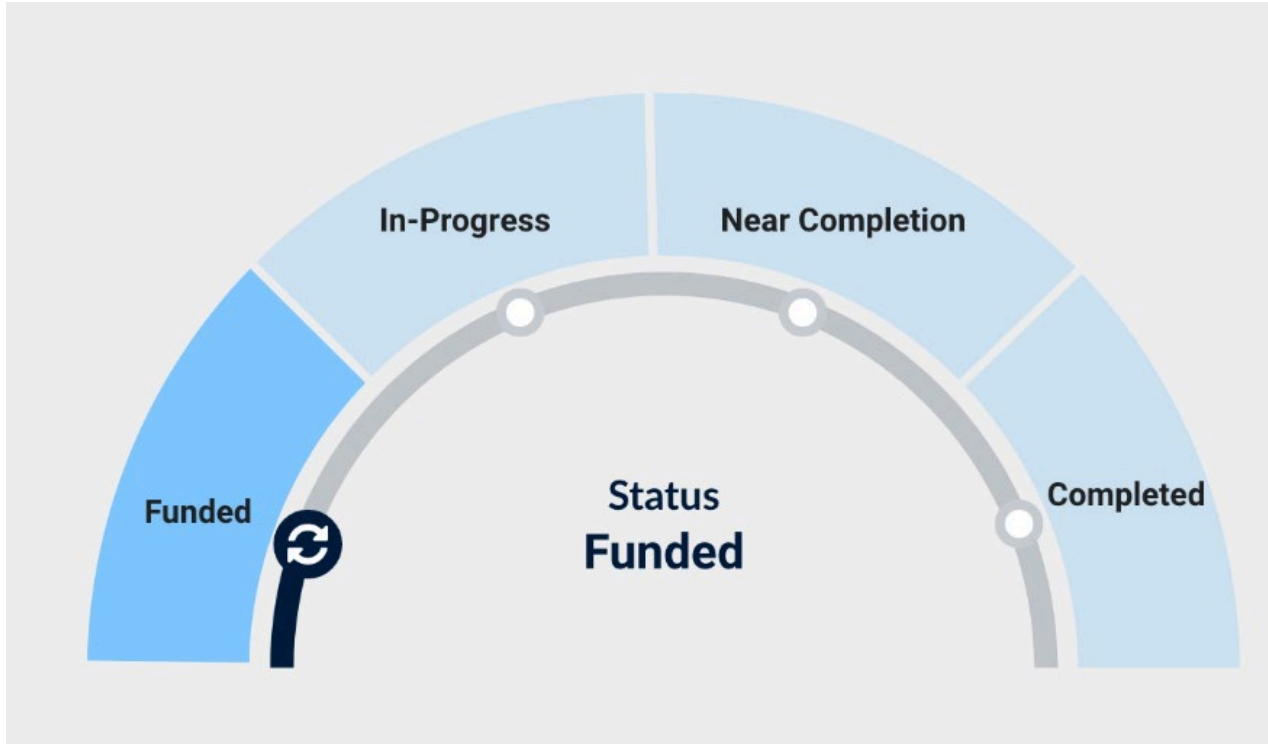 In-Progress
Near Completion
Funded
Completed
Status
Funded